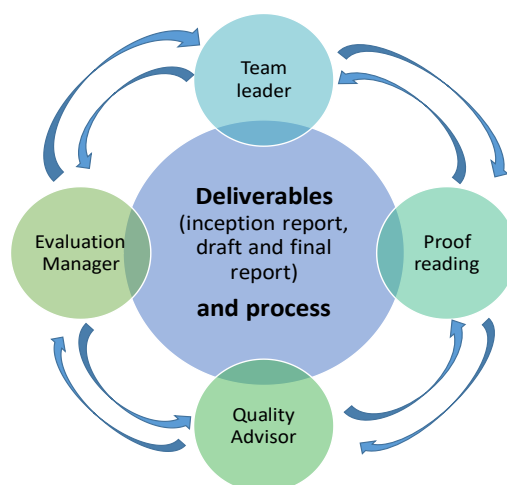 Team
leader
Deliverables
(inception report,
draft and final
report)
and process
Evaluation
Manager
Proof
reading
Quality
Advisor